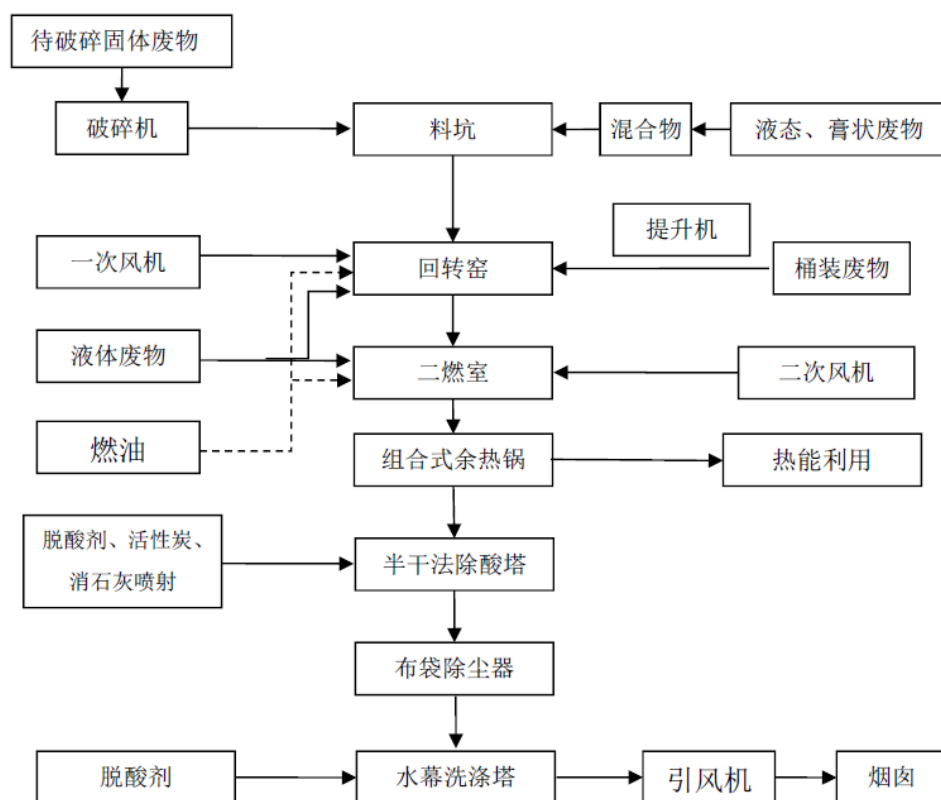 待破碎固体废物
破碎机
料坑
混合物
液态、膏状废物
提升机
一次风机
回转窑
桶装废物
液体废物
二燃室
二次风机
燃油
组合式余热锅
热能利用
脱酸剂、活性炭、
消石灰喷射
半干法除酸塔
布袋除尘器
脱酸剂
水幕洗涤塔
引风机
烟囱